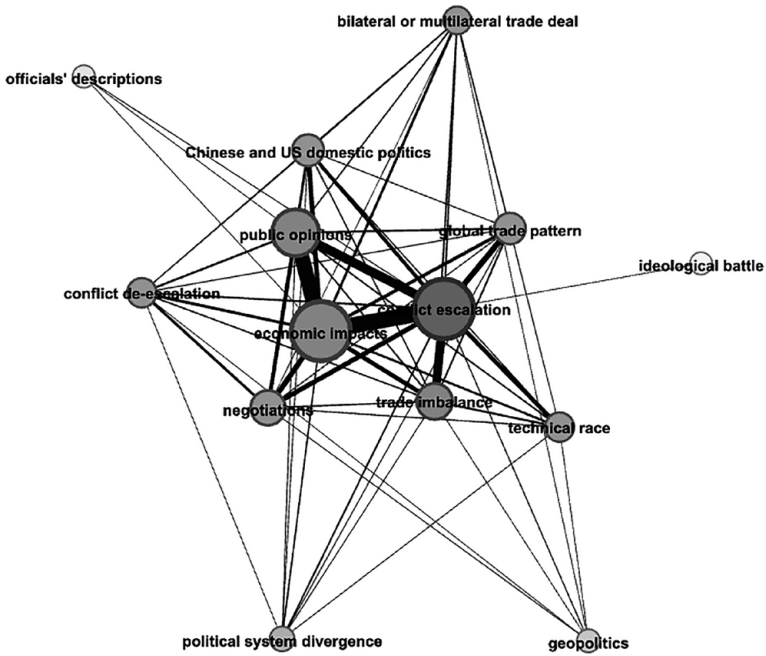 bilateral or multilateral trade deal
officials' descriptions
Chinese and US domestic politics
public opinions
global trade pattern
ideological battle
conflict de-escalation
conflict escalation
economic impacts
negotiations
trade imbalance
technical race
political system divergence
geopolitics